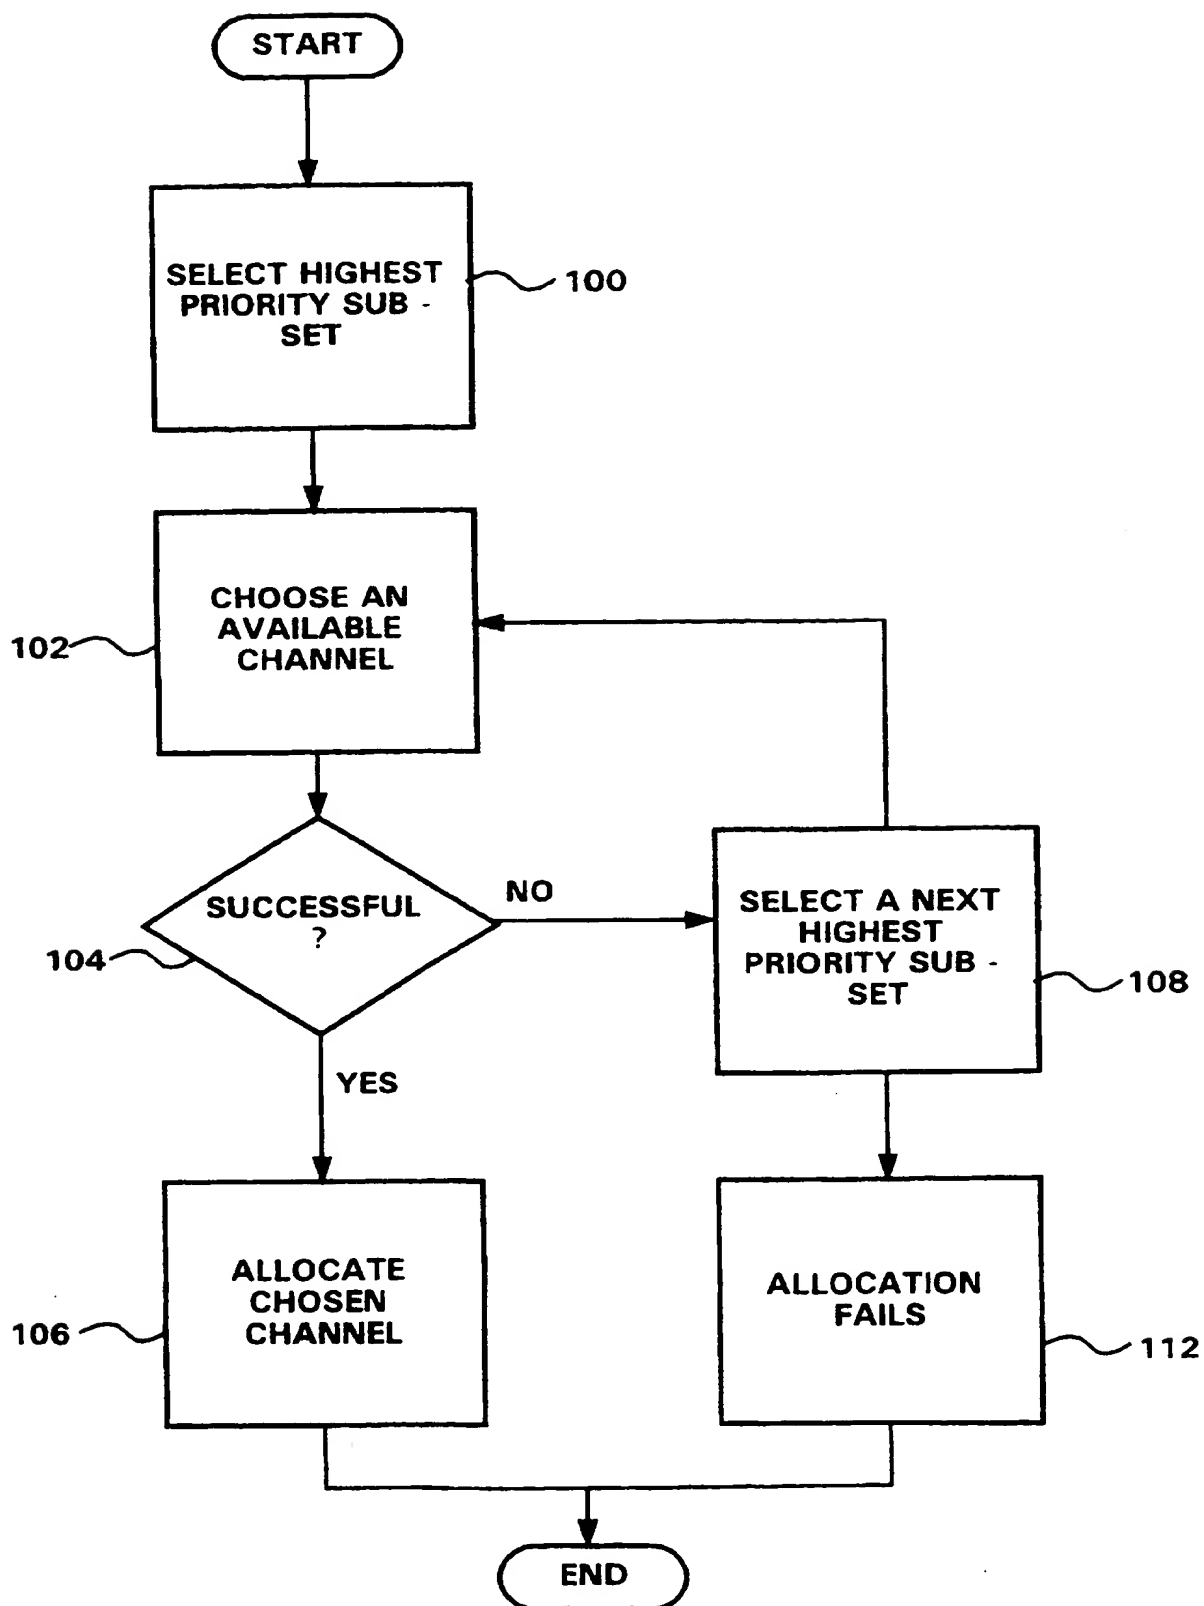 START
SELECT HIGHEST
PRIORITY SUB -
SET
100
CHOOSE AN
AVAILABLE
CHANNEL
102
SUCCESSFUL
?
104
NO
YES
SELECT A NEXT
HIGHEST
PRIORITY SUB -
SET
108
ALLOCATE
CHOSEN
CHANNEL
106
ALLOCATION
FAILS
112
END